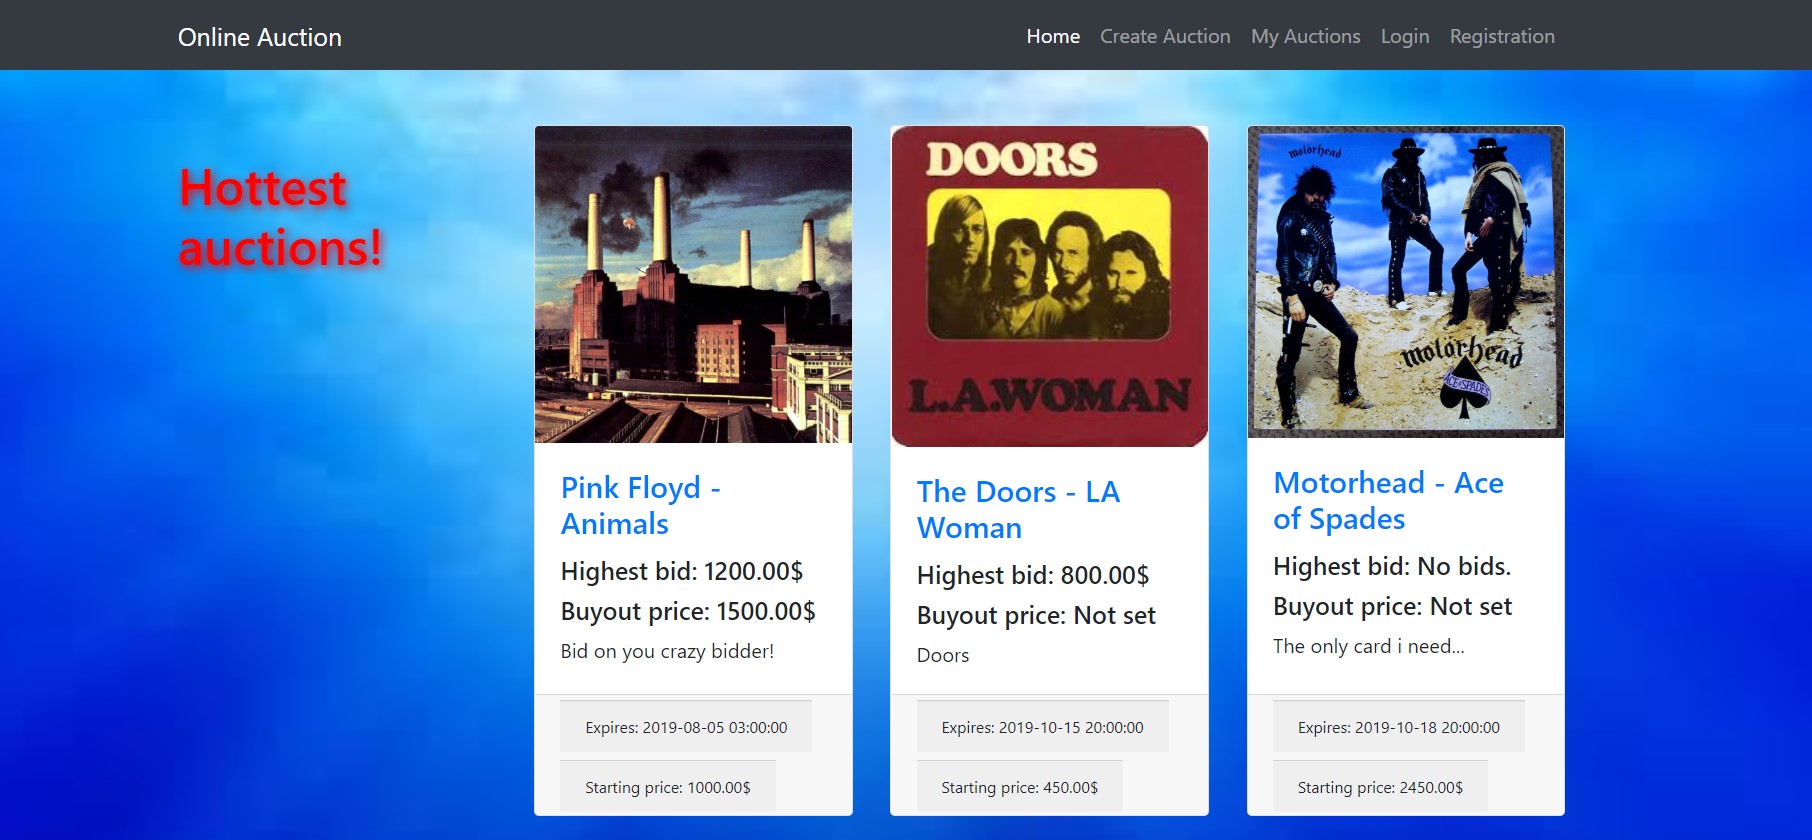 Online Auction
Home Create Auction My Auctions Login Registration
Hottest
auctions!
Pink Floyd -
Animals
Highest bid: 1200.00$
Buyout price: 1500.00$
Bid on you crazy bidder!
Expires: 2019-08-05 03:00:00
Starting price: 1000.00$
DOORS
L.A.WOMAN
The Doors - LA
Woman
Highest bid: 800.00$
Buyout price: Not set
Doors
Expires: 2019-10-15 20:00:00
Starting price: 450.00$
motörhead
motörhead
ACE OF SPADES
Motorhead - Ace
of Spades
Highest bid: No bids.
Buyout price: Not set
The only card i need...
Expires: 2019-10-18 20:00:00
Starting price: 2450.00$